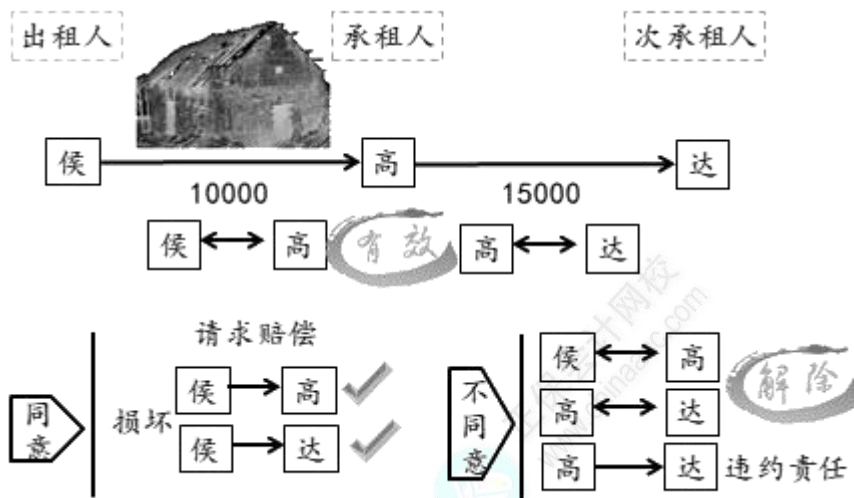 出租人 承租人 次承租人
侯 高 达
10000 15000
侯 高 有效 高 达
请求赔偿
同意 损坏
侯 高
侯 达
不同意
侯 高
高 达
解除
高 达 违约责任